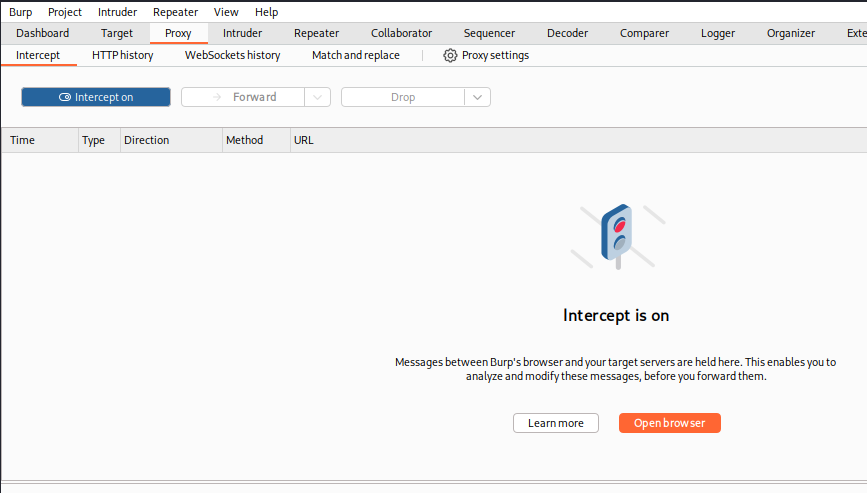 Burp Project Intruder Repeater View Help
Dashboard Target Proxy Intruder Repeater Collaborator Sequencer Decoder Comparer Logger Organizer Exte
Intercept HTTP history WebSockets history Match and replace Proxy settings
Intercept on Forward Drop
Time Type Direction Method URL
Intercept is on
Messages between Burp's browser and your target servers are held here. This enables you to
analyze and modify these messages, before you forward them.
Learn more Open browser